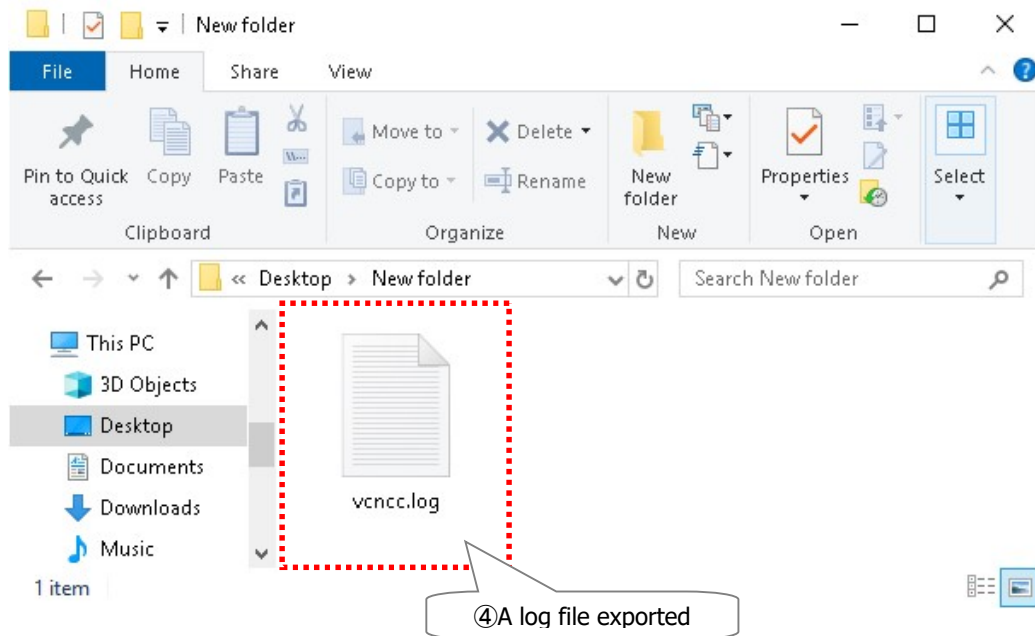 New folder
File Home Share View
Move to Delete
Pin to Quick access Copy Paste Copy to Rename New folder Properties Select
Clipboard Organize New Open
« Desktop > New folder Search New folder
This PC
3D Objects
Desktop
Documents
vcncc.log
Downloads
Music
1 item
④A log file exported